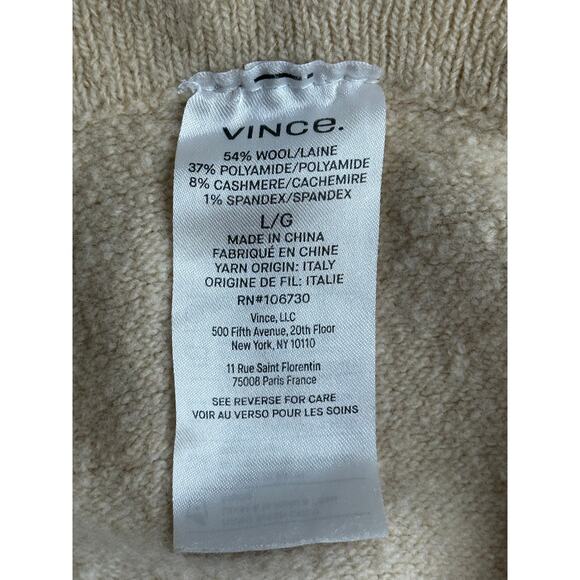 VINCe.
54% WOOL/LAINE
37% POLYAMIDE/POLYAMIDE
8% CASHMERE/CACHEMIRE
1% SPANDEX/SPANDEX
L/G
MADE IN CHINA
FABRIQUÉ EN CHINE
YARN ORIGIN: ITALY
ORIGINE DE FIL: ITALIE
RN#106730
Vince, LLC
500 Fifth Avenue, 20th Floor
New York, NY 10110
11 Rue Saint Florentin
75008 Paris France
SEE REVERSE FOR CARE
VOIR AU VERSO POUR LES SOINS